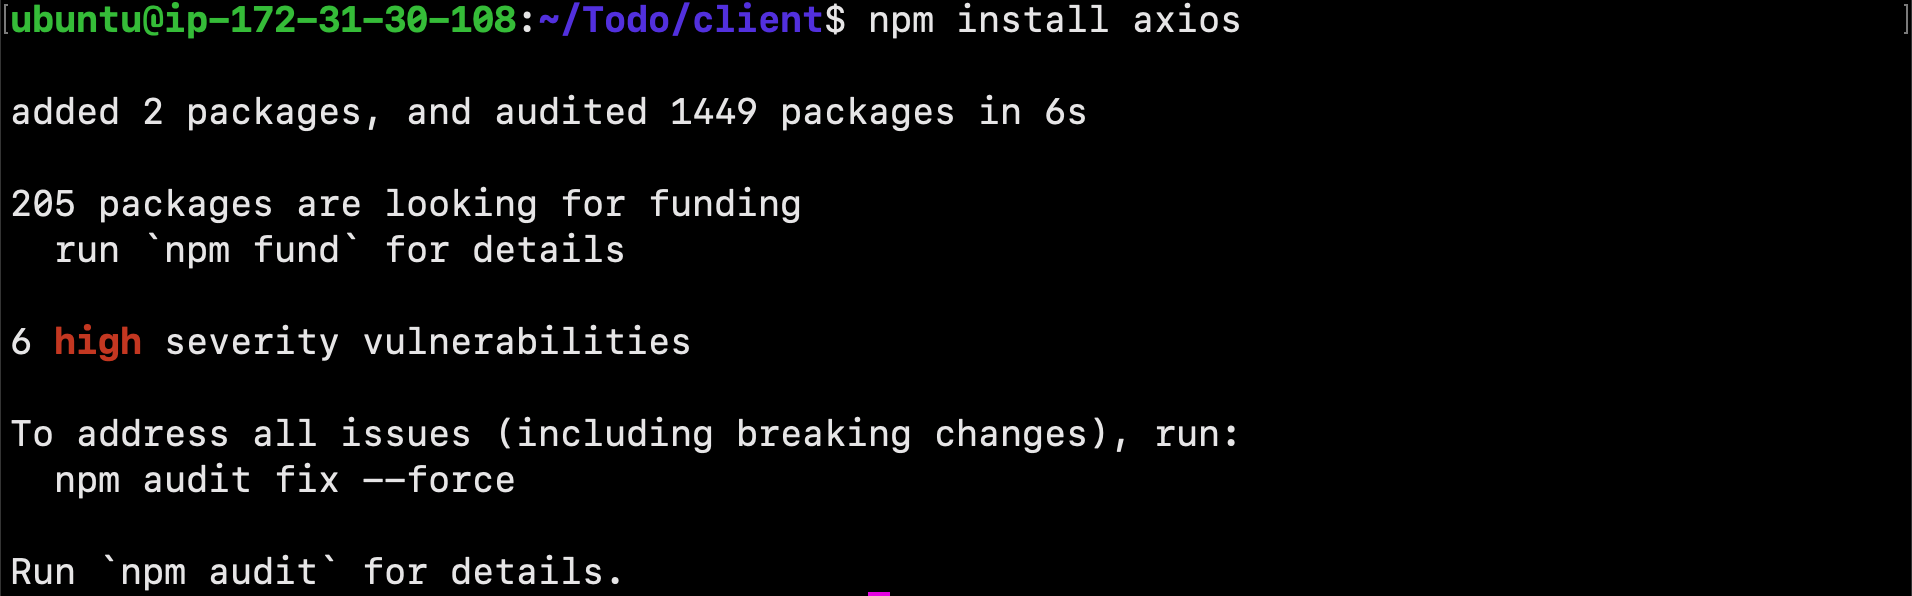 [ubuntu@ip-172-31-30-108:~/Todo/client$ npm install axios ]
added 2 packages, and audited 1449 packages in 6s
205 packages are looking for funding
  run `npm fund` for details
6 high severity vulnerabilities
To address all issues (including breaking changes), run:
  npm audit fix --force
Run `npm audit` for details.